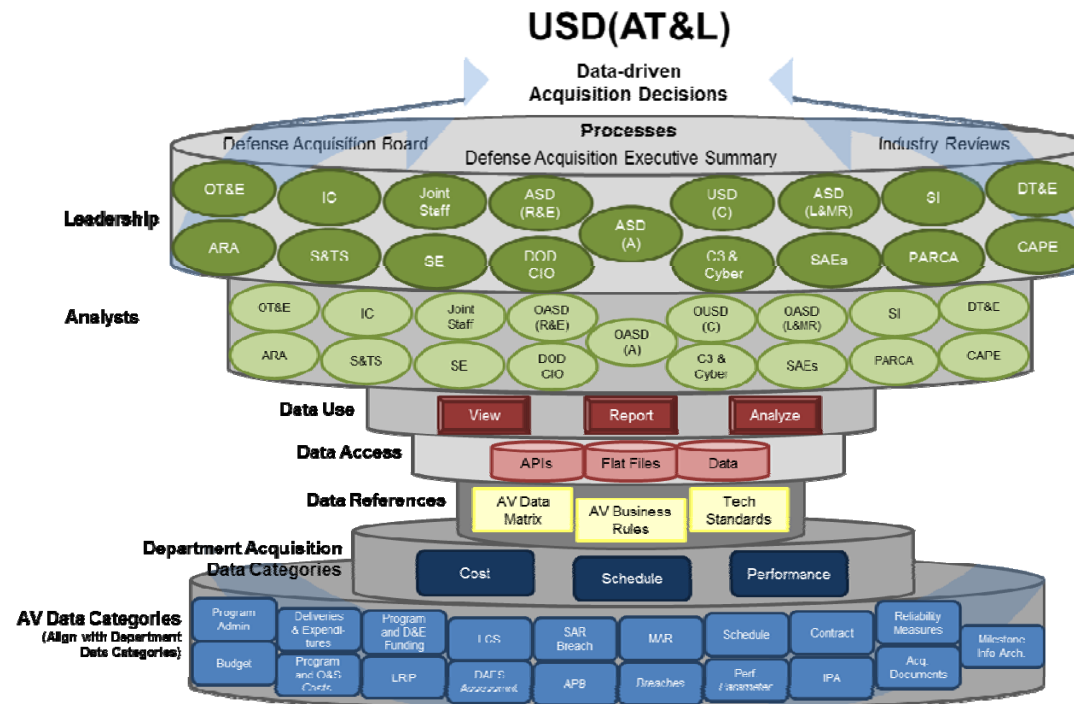 USD(AT&L)
Data-driven
Acquisition Decisions
Processes
Defense Acquisition Board
Industry Reviews
Defense Acquisition Executive Summary
Leadership
OT&E
IC
Joint
Staff
ASD
(R&E)
ASD
(A)
USD
(C)
ASD
(L&MR)
SI
DT&E
ARA
S&TS
SE
DOD
CIO
C3 &
Cyber
SAEs
PARCA
CAPE
Analysts
OT&E
IC
Joint
Staff
OASD
(R&E)
OASD
(A)
OUSD
(C)
OASD
(L&MR)
SI
DT&E
ARA
S&TS
SE
DOD
CIO
C3 &
Cyber
SAEs
PARCA
CAPE
Data Use
View
Report
Analyze
Data Access
APIs
Flat Files
Data
Data References
AV Data
Matrix
AV Business
Rules
Tech
Standards
Department Acquisition
Data Categories
Cost
Schedule
Performance
AV Data Categories
(Align with Department
Data Categories)
Program
Admin
Deliveries
& Expendi-
tures
Program
and D&E
Funding
LCS
SAR
Breach
MAR
Schedule
Contract
Reliability
Measures
Milestone
Info Arch.
Budget
Program
and O&S
Costs
LRIP
DAES
Assessment
APB
Breaches
Perf
Parameter
IPA
Acq.
Documents